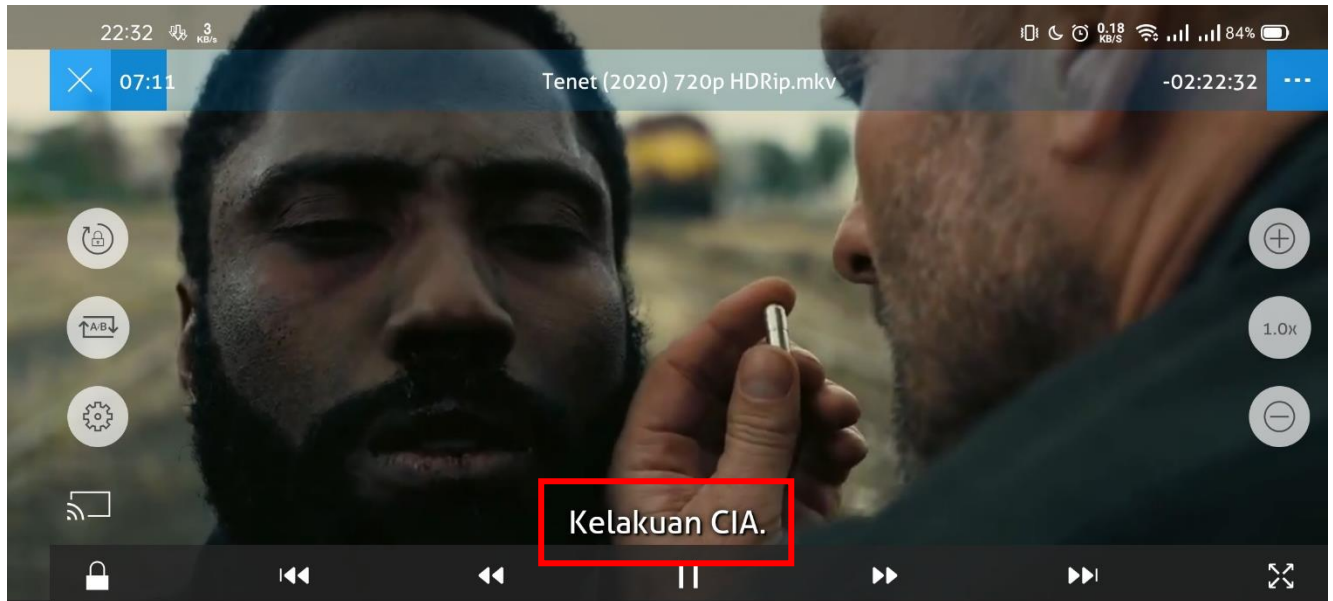 22:32 3 KB/s 0.18 KB/S 84%
07:11 Tenet (2020) 720p HDRip.mkv -02:22:32
A/B
1.0x
Kelakuan CIA.